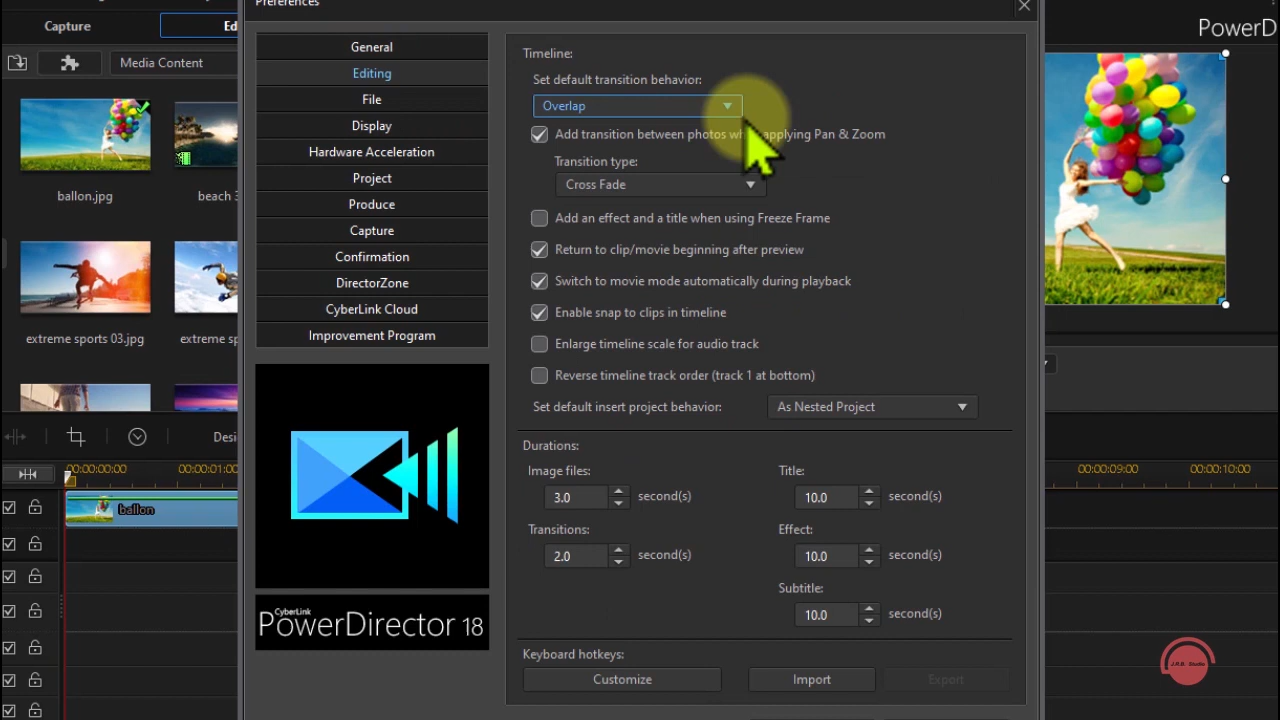 Preferences
Capture
Ed
PowerD
Media Content
ballon.jpg
beach
extreme sports 03.jpg
extreme sp
General
Editing
File
Display
Hardware Acceleration
Project
Produce
Capture
Confirmation
DirectorZone
CyberLink Cloud
Improvement Program
CyberLink
PowerDirector 18
Timeline:
Set default transition behavior:
Overlap
Add transition between photos wh applying Pan & Zoom
Transition type:
Cross Fade
Add an effect and a title when using Freeze Frame
Return to clip/movie beginning after preview
Switch to movie mode automatically during playback
Enable snap to clips in timeline
Enlarge timeline scale for audio track
Reverse timeline track order (track 1 at bottom)
Set default insert project behavior:
As Nested Project
Durations:
Image files:
3.0 second(s)
Title:
10.0 second(s)
Transitions:
2.0 second(s)
Effect:
10.0 second(s)
Subtitle:
10.0 second(s)
Keyboard hotkeys:
Customize
Import
Export
Desi
00:00:00:00
00:00:01:00
00:00:09:00
00:00:10:00
ballon
J.R.B. Studio